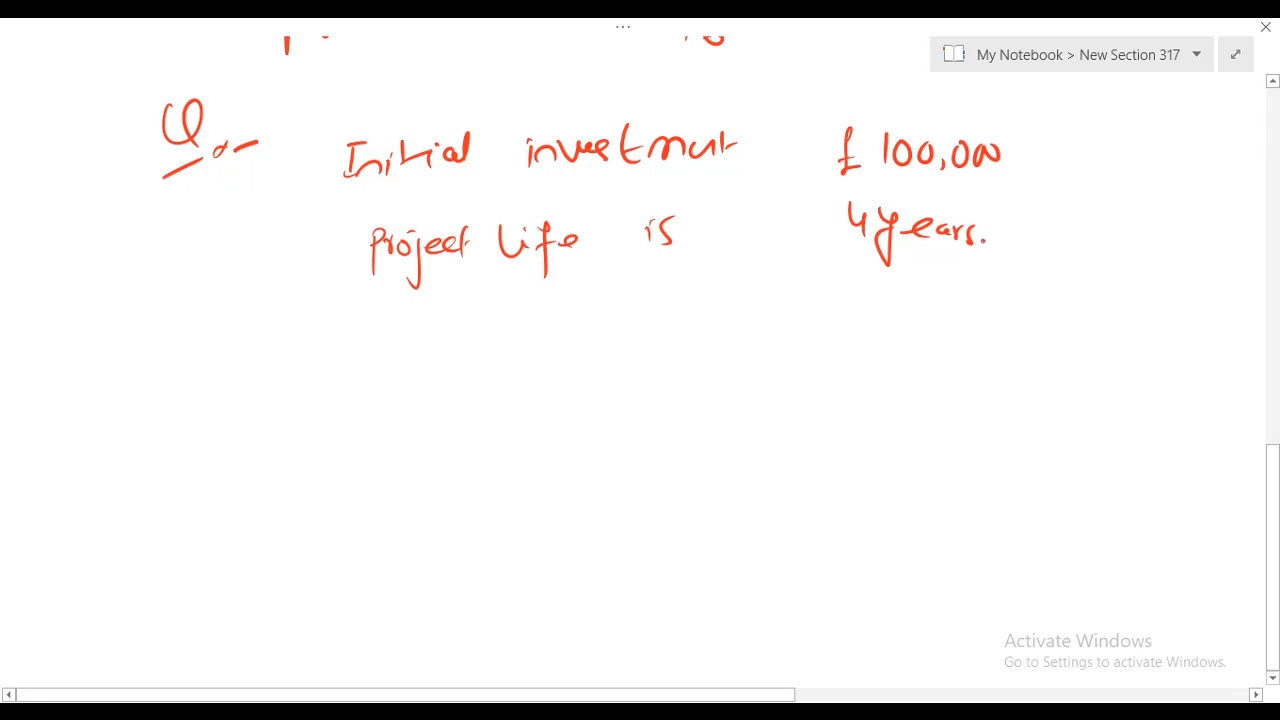 My Notebook > New Section 317
Q
Initial investment £ 100,000
project life is 4 years.
Activate Windows
Go to Settings to activate Windows.